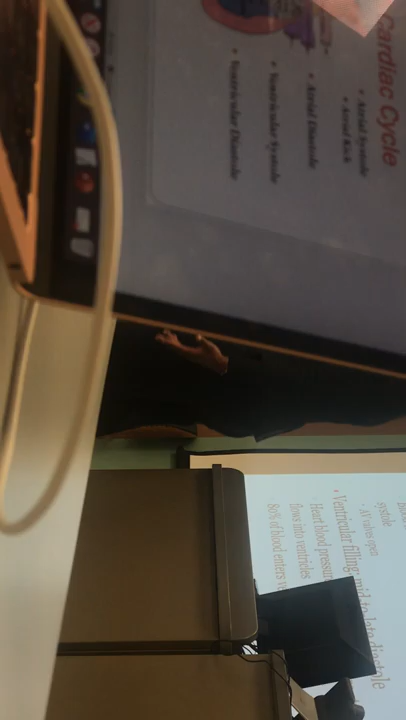 Cardiac Cycle
• Atrial Systole
• Atrial Kick
• Atrial Diastole
• Ventricular Systole
• Ventricular Diastole
systole
• AV valves open
• Ventricular filling: mid-to-late diastole
Heart blood pressure
flows into ventricles
80% of blood enters